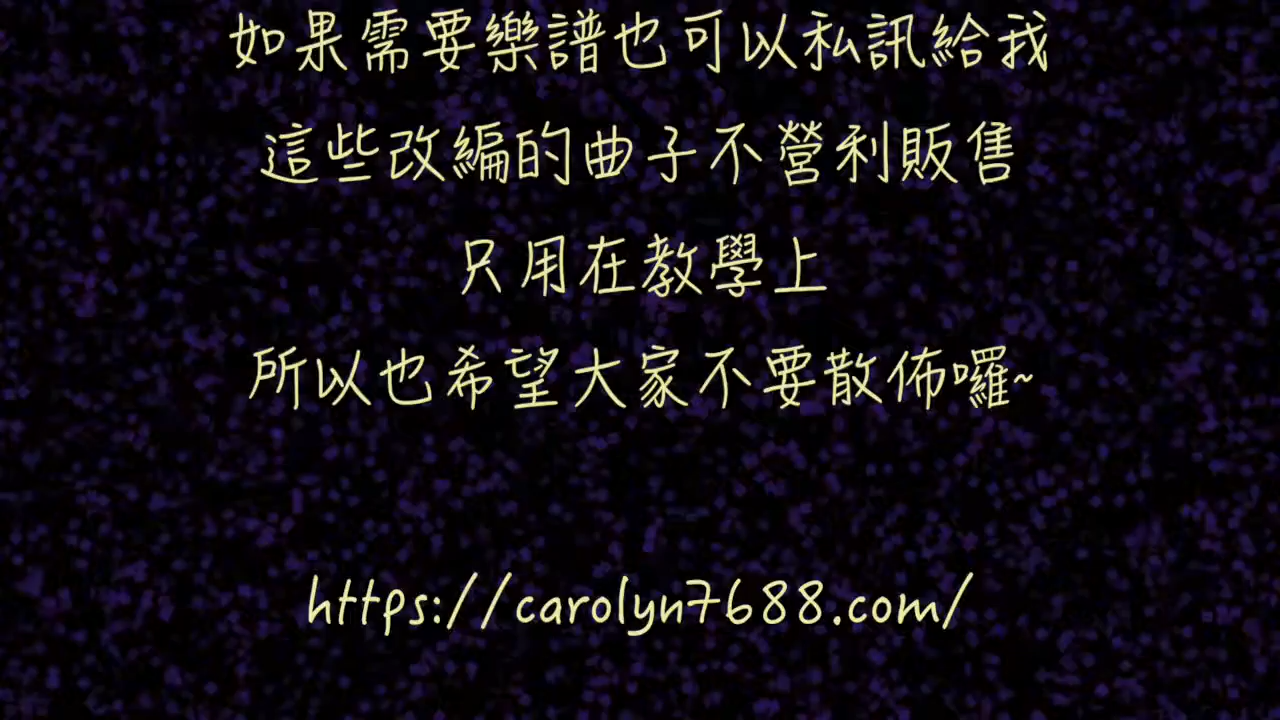 如果需要樂譜也可以私訊給我
這些改編的曲子不營利販售
只用在教學上
所以也希望大家不要散佈囉~
https://carolyn7688.com/